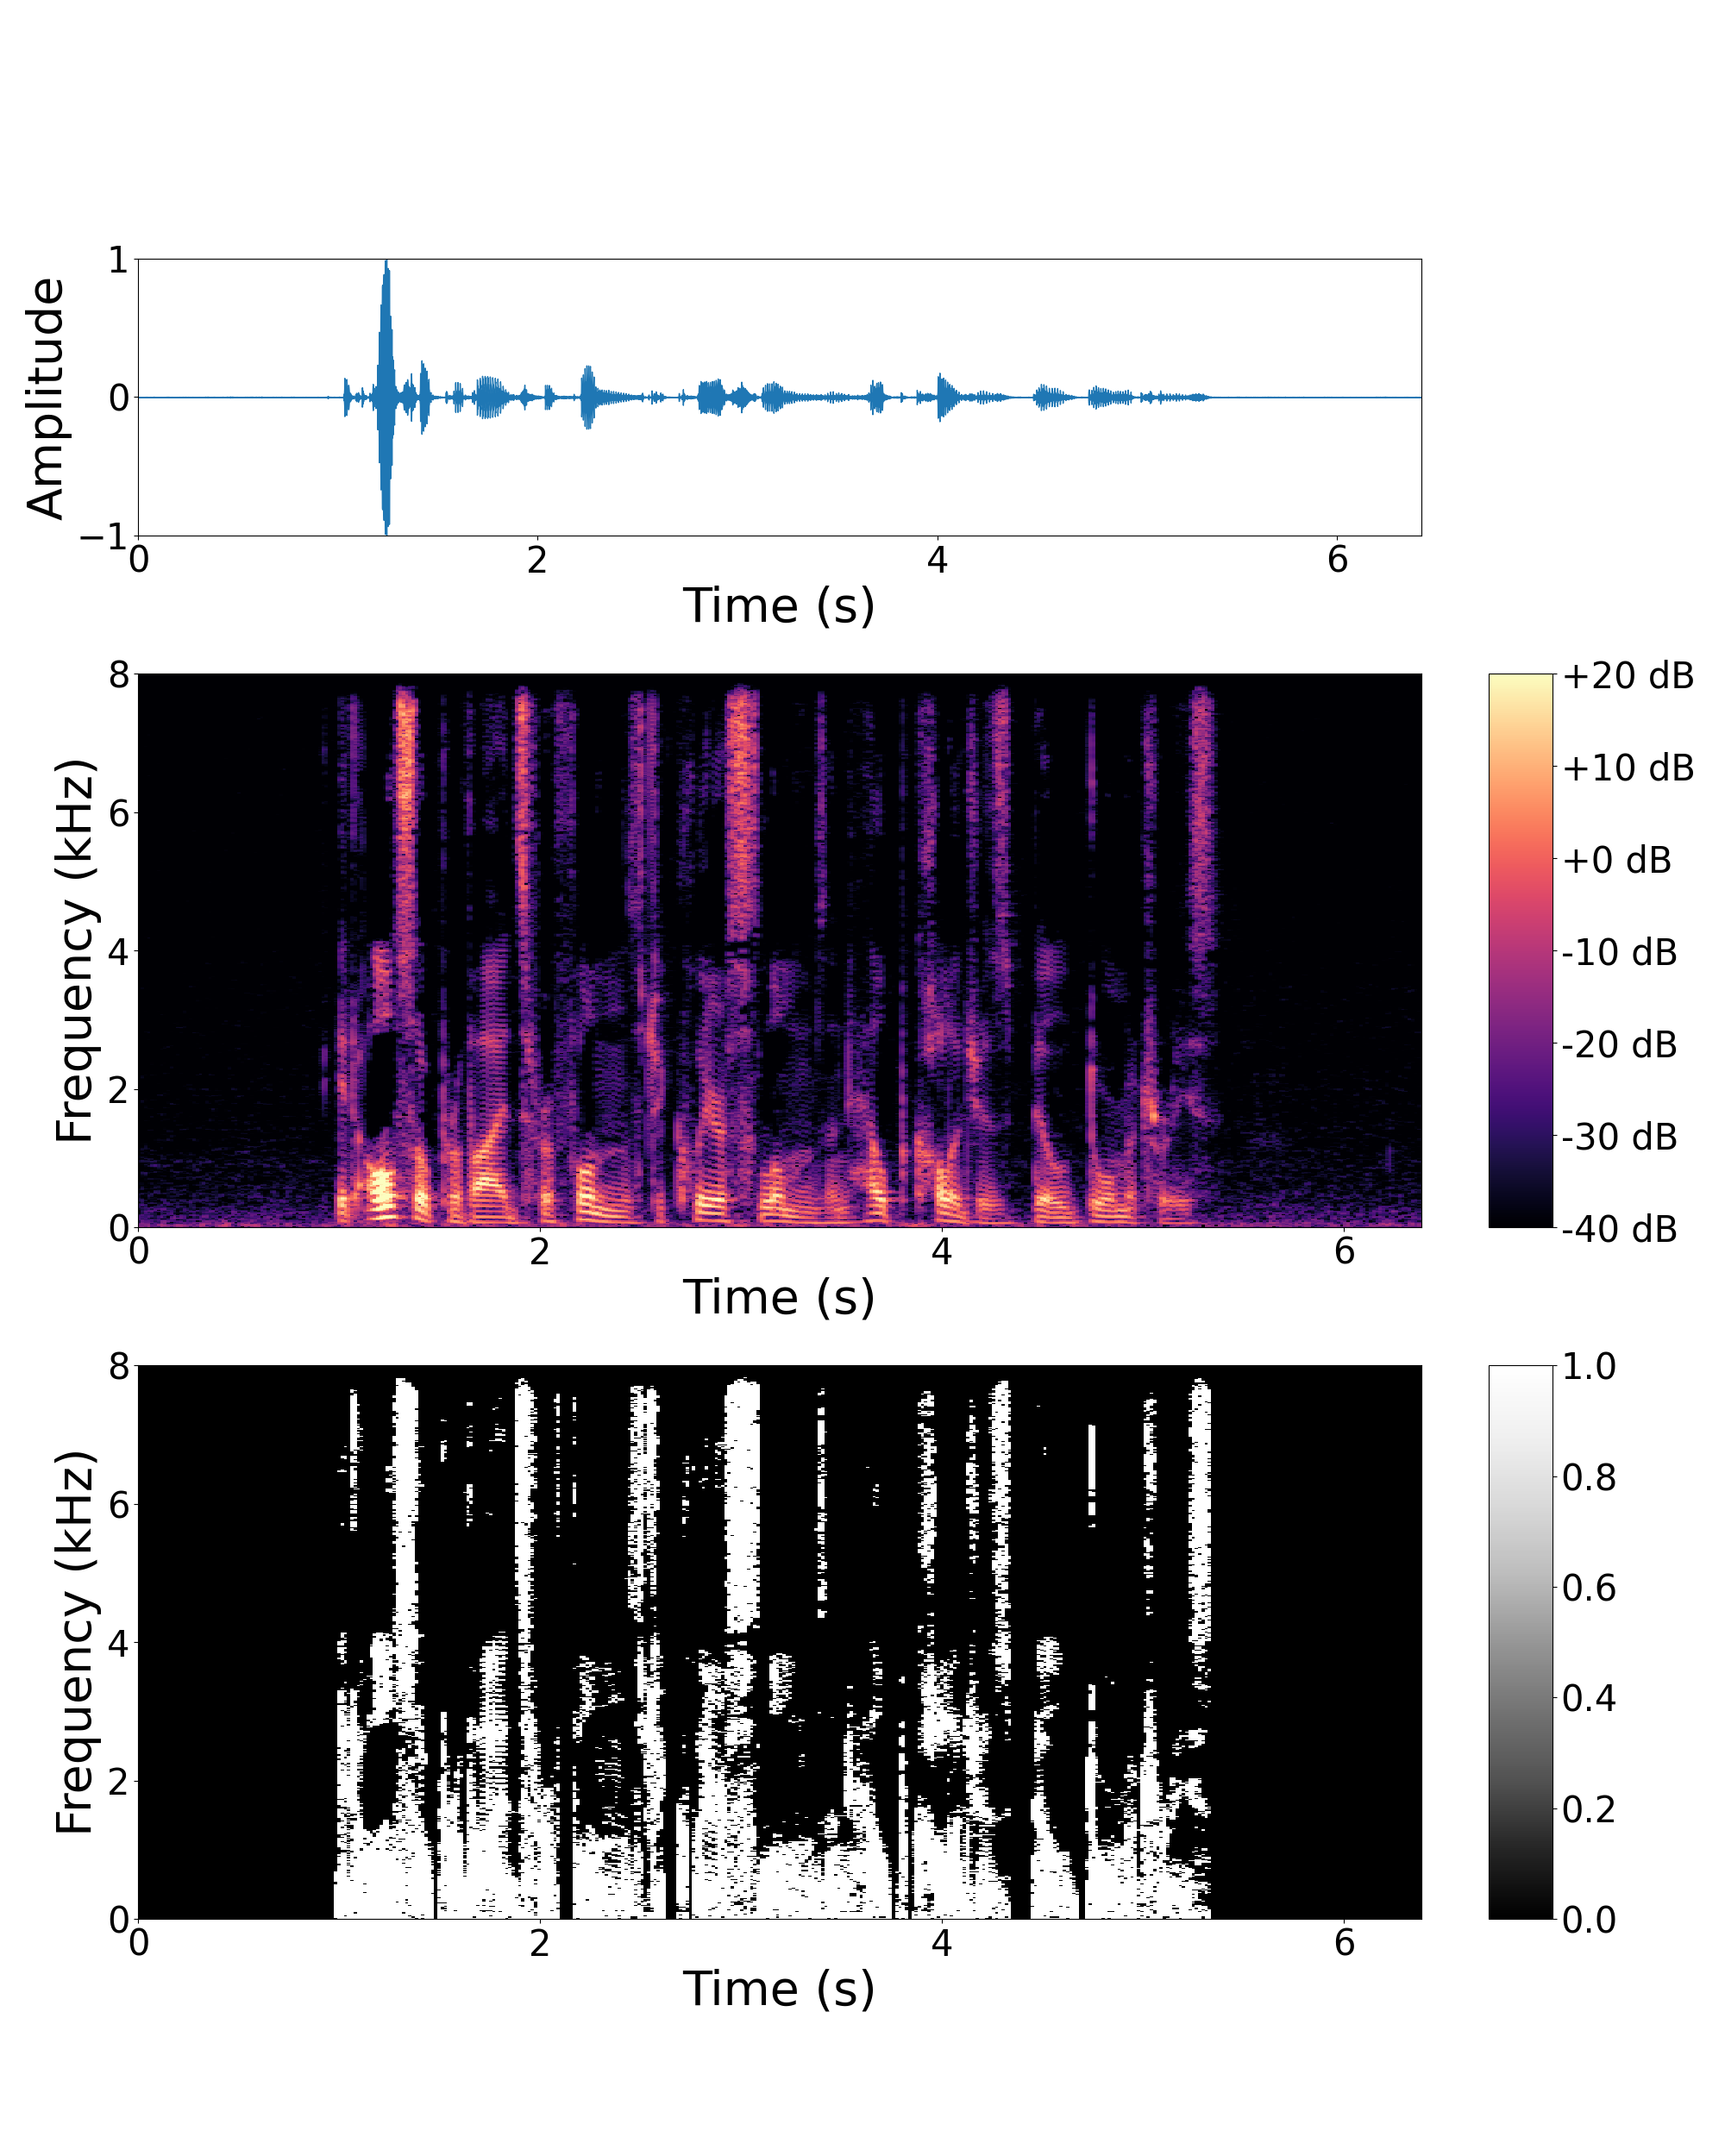 1
0
−1
Amplitude
0 2 4 6
Time (s)
8
6
4
2
0
Frequency (kHz)
0 2 4 6
Time (s)
+20 dB
+10 dB
+0 dB
-10 dB
-20 dB
-30 dB
-40 dB
8
6
4
2
0
Frequency (kHz)
0 2 4 6
Time (s)
1.0
0.8
0.6
0.4
0.2
0.0